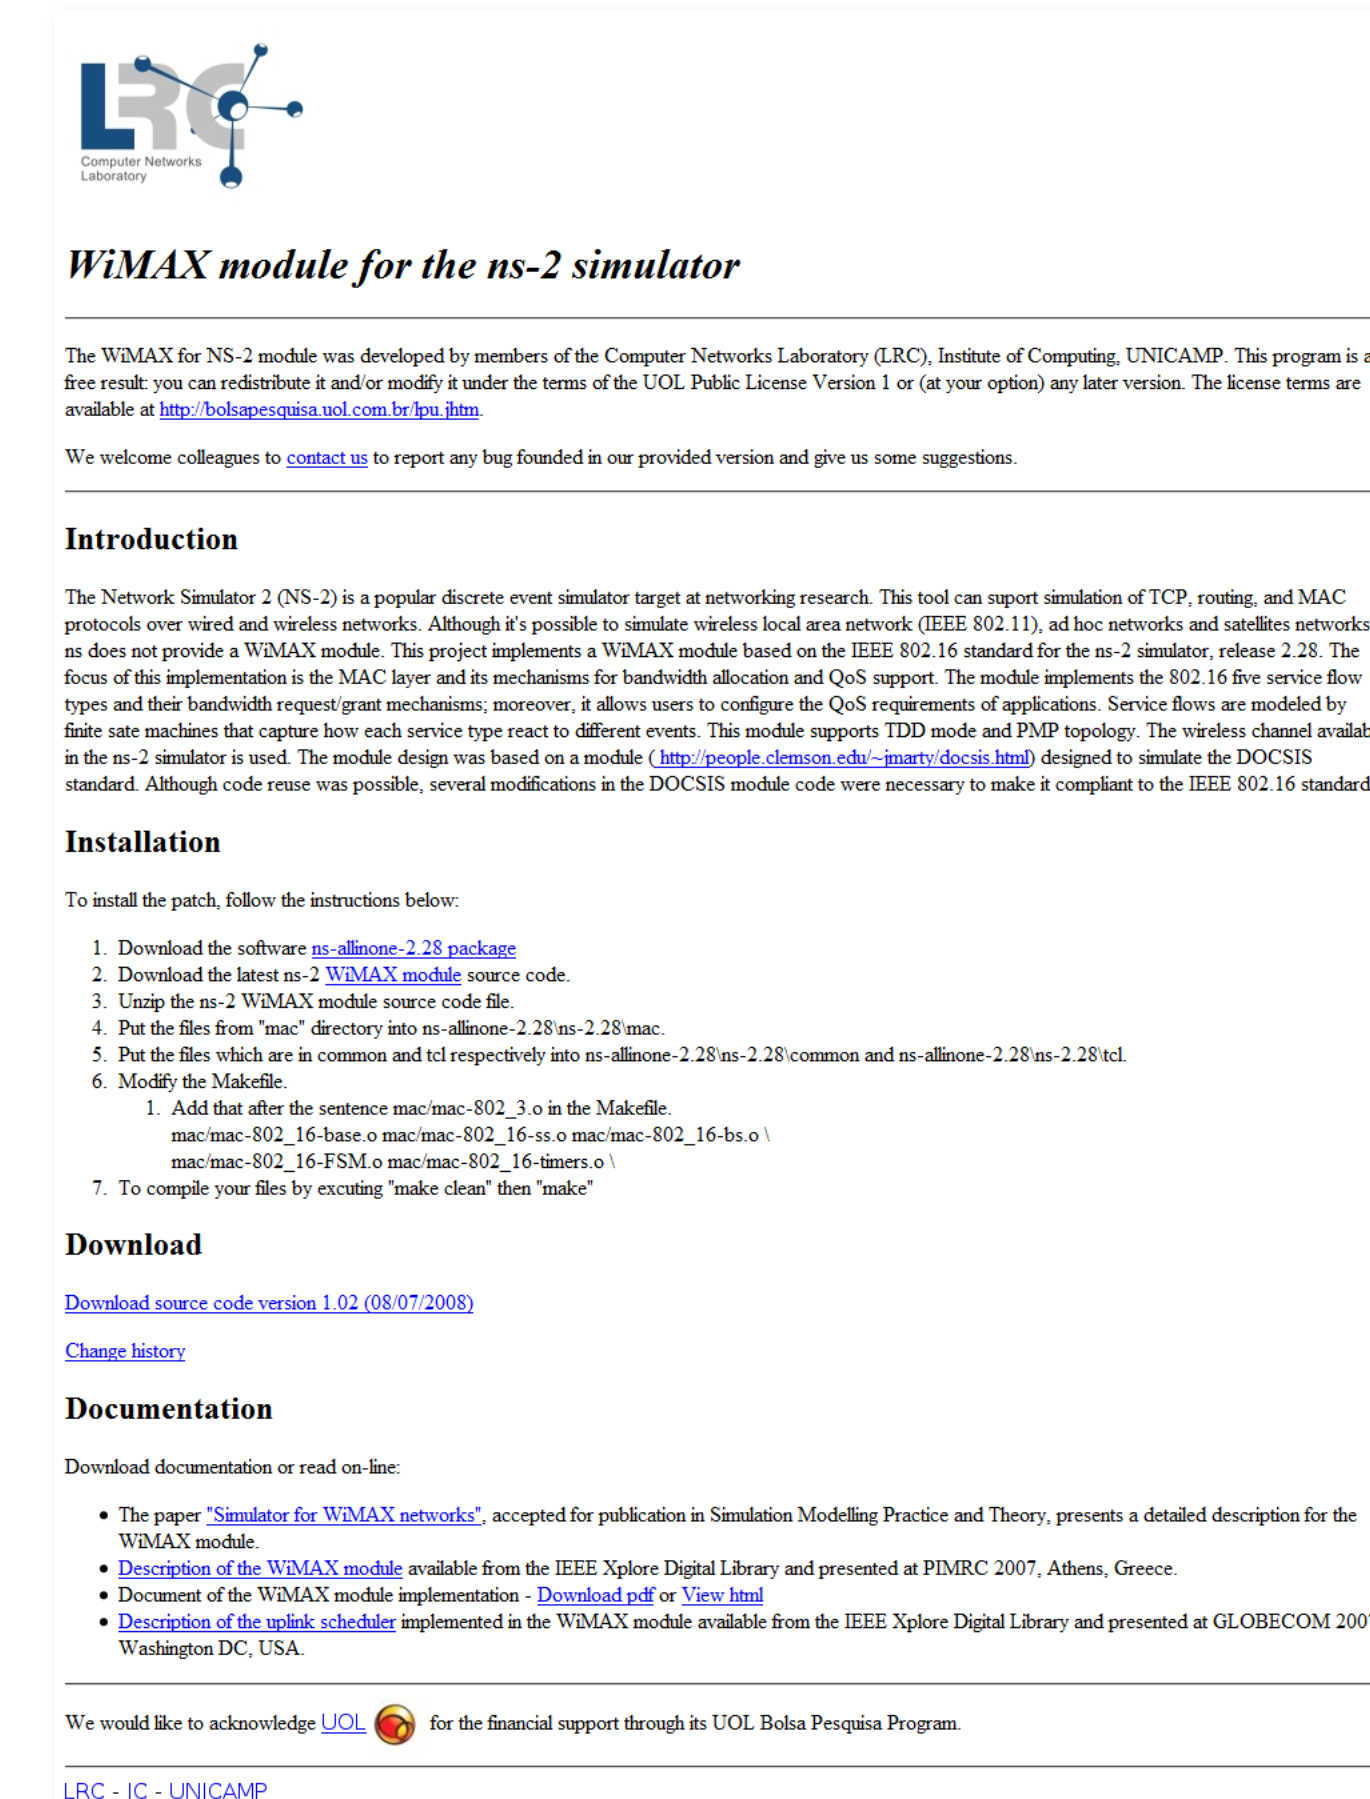 LRC
Computer Networks
Laboratory
WiMAX module for the ns-2 simulator
The WiMAX for NS-2 module was developed by members of the Computer Networks Laboratory (LRC), Institute of Computing, UNICAMP. This program is a
free result: you can redistribute it and/or modify it under the terms of the UOL Public License Version 1 or (at your option) any later version. The license terms are
available at http://bolsapesquisa.uol.com.br/lpu.jhtm.
We welcome colleagues to contact us to report any bug founded in our provided version and give us some suggestions.
Introduction
The Network Simulator 2 (NS-2) is a popular discrete event simulator target at networking research. This tool can suport simulation of TCP, routing, and MAC
protocols over wired and wireless networks. Although it's possible to simulate wireless local area network (IEEE 802.11), ad hoc networks and satellites networks
ns does not provide a WiMAX module. This project implements a WiMAX module based on the IEEE 802.16 standard for the ns-2 simulator, release 2.28. The
focus of this implementation is the MAC layer and its mechanisms for bandwidth allocation and QoS support. The module implements the 802.16 five service flow
types and their bandwidth request/grant mechanisms; moreover, it allows users to configure the QoS requirements of applications. Service flows are modeled by
finite sate machines that capture how each service type react to different events. This module supports TDD mode and PMP topology. The wireless channel availab
in the ns-2 simulator is used. The module design was based on a module ( http://people.clemson.edu/~jmarty/docsis.html) designed to simulate the DOCSIS
standard. Although code reuse was possible, several modifications in the DOCSIS module code were necessary to make it compliant to the IEEE 802.16 standard
Installation
To install the patch, follow the instructions below:
1. Download the software ns-allinone-2.28 package
2. Download the latest ns-2 WiMAX module source code.
3. Unzip the ns-2 WiMAX module source code file.
4. Put the files from "mac" directory into ns-allinone-2.28\ns-2.28\mac.
5. Put the files which are in common and tcl respectively into ns-allinone-2.28\ns-2.28\common and ns-allinone-2.28\ns-2.28\tcl.
6. Modify the Makefile.
1. Add that after the sentence mac/mac-802_3.o in the Makefile.
mac/mac-802_16-base.o mac/mac-802_16-ss.o mac/mac-802_16-bs.o \
mac/mac-802_16-FSM.o mac/mac-802_16-timers.o \
7. To compile your files by excuting "make clean" then "make"
Download
Download source code version 1.02 (08/07/2008)
Change history
Documentation
Download documentation or read on-line:
• The paper "Simulator for WiMAX networks", accepted for publication in Simulation Modelling Practice and Theory, presents a detailed description for the
WiMAX module.
• Description of the WiMAX module available from the IEEE Xplore Digital Library and presented at PIMRC 2007, Athens, Greece.
• Document of the WiMAX module implementation - Download pdf or View html
• Description of the uplink scheduler implemented in the WiMAX module available from the IEEE Xplore Digital Library and presented at GLOBECOM 200
Washington DC, USA.
We would like to acknowledge UOL for the financial support through its UOL Bolsa Pesquisa Program.
LRC - IC - UNICAMP